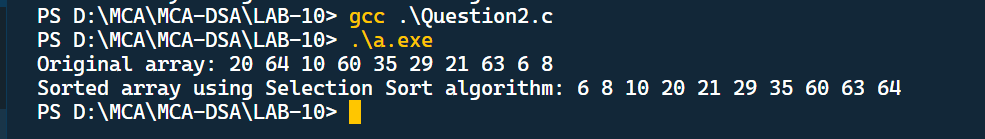 PS D:\MCA\MCA-DSA\LAB-10> gcc .\Question2.c
PS D:\MCA\MCA-DSA\LAB-10> .\a.exe
Original array: 20 64 10 60 35 29 21 63 6 8
Sorted array using Selection Sort algorithm: 6 8 10 20 21 29 35 60 63 64
PS D:\MCA\MCA-DSA\LAB-10>